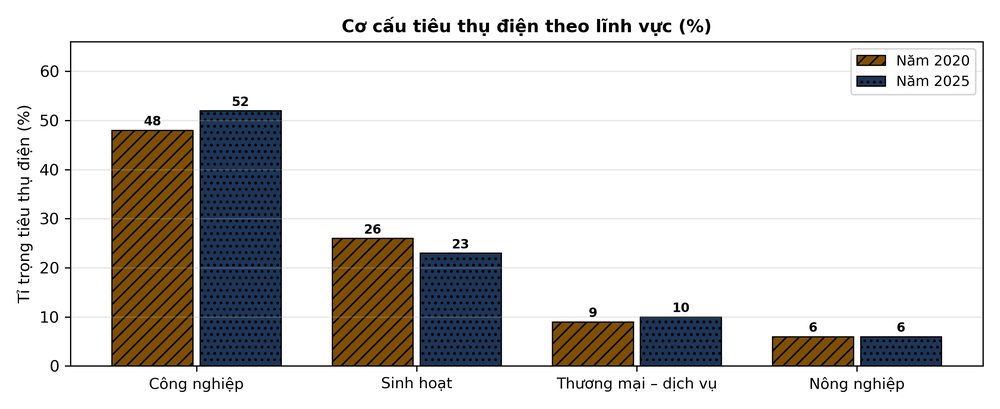 Cơ cấu tiêu thụ điện theo lĩnh vực (%)
Năm 2020
Năm 2025
Tỉ trọng tiêu thụ điện (%)
60
50
40
30
20
10
0
48
52
26
23
9
10
6
6
Công nghiệp
Sinh hoạt
Thương mại – dịch vụ
Nông nghiệp